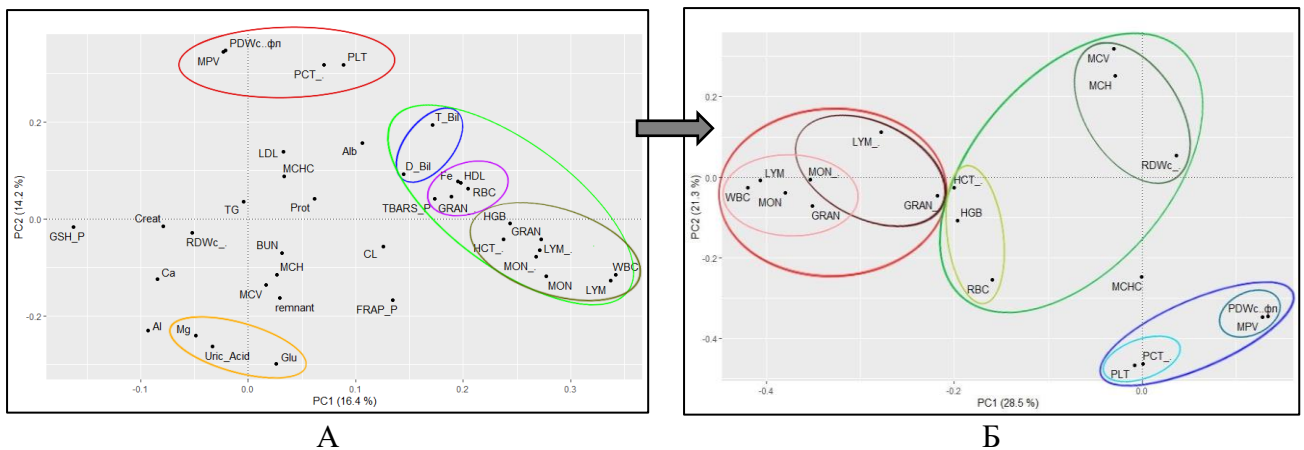 PDWc..фл
MPV
PLT
PCT_.
T_Bil
Alb
LDL
MCHC
D_Bil
Fe HDL
RBC
TG
Prot
TBARS_P
GRAN
Creat
HGB
GRAN
GSH_P
RDWc_.
BUN
CL
HCT_.
LYM_.
MON_.
WBC
Ca
MCH
MON
LYM
MCV
remnant
FRAP_P
Al
Mg
Uric_Acid
Glu
0.2
0.0
-0.2
-0.1
0.0
0.1
0.2
0.3
PC1 (16.4 %)
PC2 (14.2 %)
А
MCV
MCH
LYM_.
RDWc_.
LYM
MON_.
HCT_.
WBC
MON
GRAN
GRAN_
HGB
RBC
MCHC
PDWc..фл
MPV
PCT_.
PLT
0.2
0.0
-0.2
-0.4
-0.4
-0.2
0.0
PC1 (28.5 %)
PC2 (21.3 %)
Б